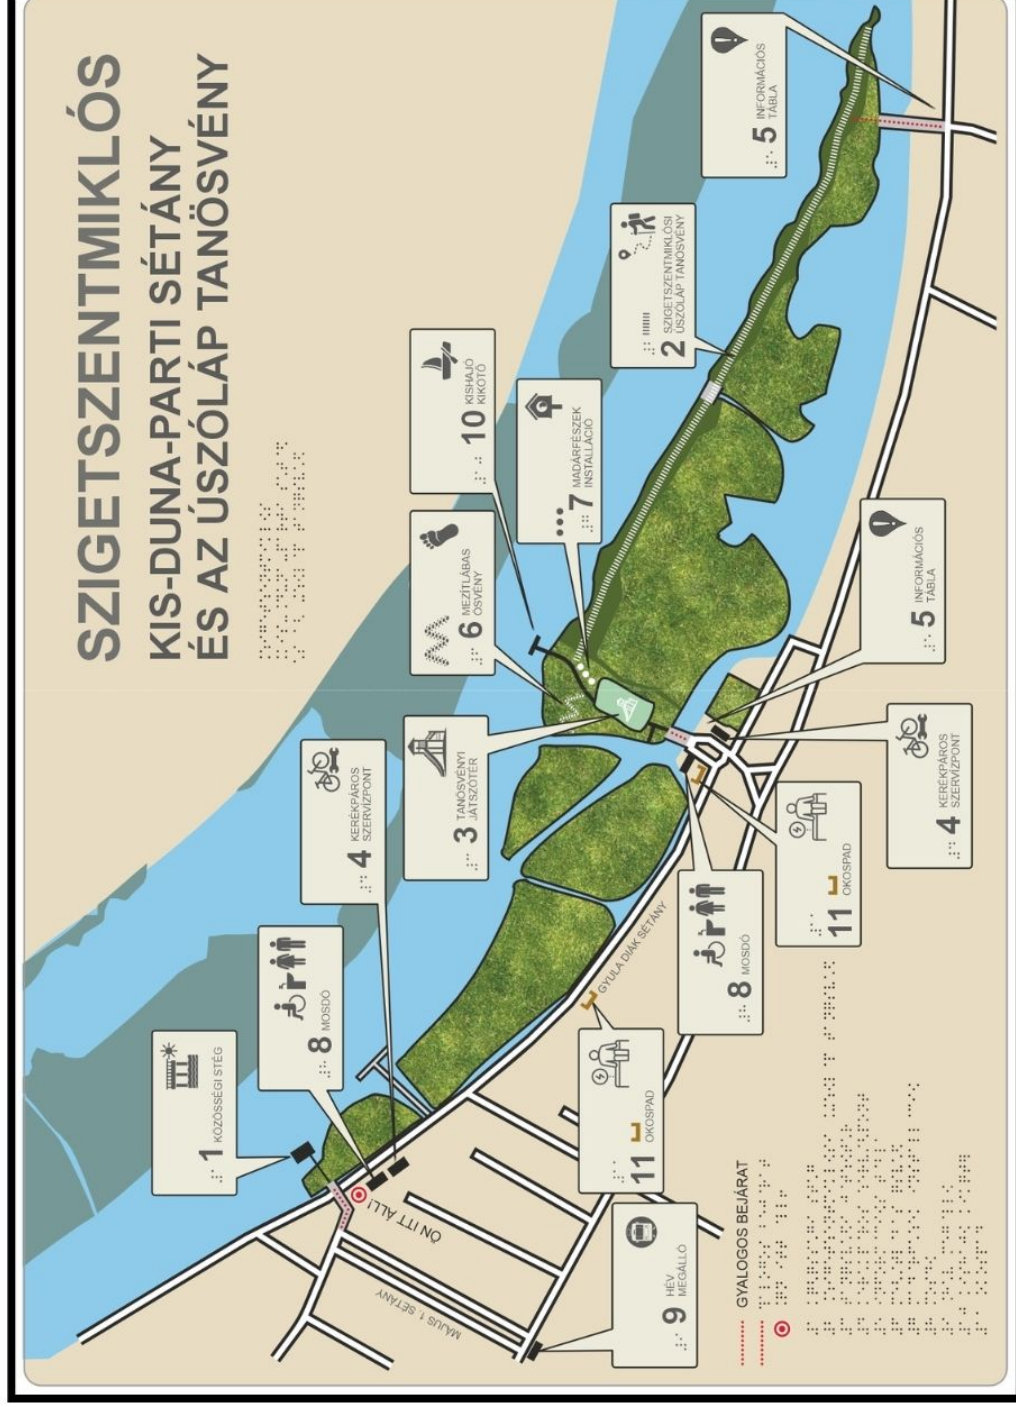 SZIGETSZENTMIKLÓS
KIS-DUNA-PARTI SÉTÁNY
ÉS AZ ÚSZÓLÁP TANÖSVÉNY
1 KÖZÖSSÉGI STÉG
8 MOSDÓ
4 KERÉKPÁROS
SZERVÍZPONT
3 TANÖSVÉNYI
JÁTSZÓTÉR
6 MEZÍTLÁBAS
ÖSVÉNY
10 KISHAJÓ
KIKÖTŐ
7 MADÁRFÉSZEK
INSTALLÁCIÓ
2 SZIGETSZENTMIKLÓSI
ÚSZÓLÁP TANÖSVÉNY
5 INFORMÁCIÓS
TÁBLA
ÖN ITT ÁLL!
MÁJUS 1. SÉTÁNY
GYULA DIÁK SÉTÁNY
9 HÉV
MEGÁLLÓ
11 OKOSPAD
8 MOSDÓ
11 OKOSPAD
4 KERÉKPÁROS
SZERVÍZPONT
5 INFORMÁCIÓS
TÁBLA
GYALOGOS BEJÁRAT